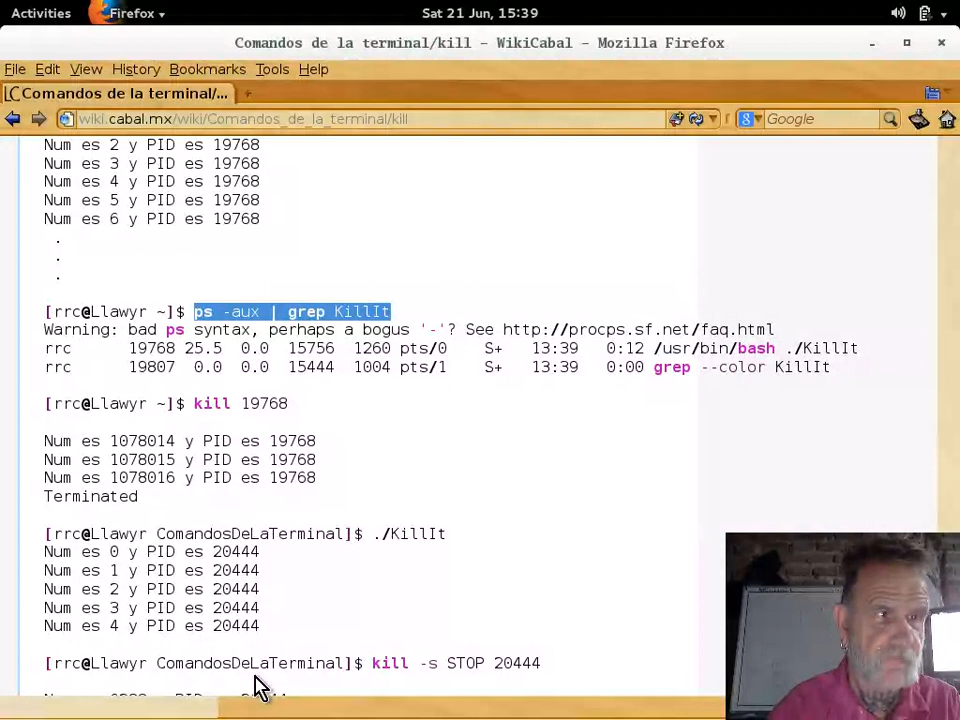 Activities Firefox Sat 21 Jun, 15:39
Comandos de la terminal/kill - WikiCabal - Mozilla Firefox
File Edit View History Bookmarks Tools Help
Comandos de la terminal/...
wiki.cabal.mx/wiki/Comandos_de_la_terminal/kill Google
Num es 2 y PID es 19768
Num es 3 y PID es 19768
Num es 4 y PID es 19768
Num es 5 y PID es 19768
Num es 6 y PID es 19768
.
.
.
[rrc@Llawyr ~]$ ps -aux | grep KillIt
Warning: bad ps syntax, perhaps a bogus '-'? See http://procps.sf.net/faq.html
rrc 19768 25.5 0.0 15756 1260 pts/0 S+ 13:39 0:12 /usr/bin/bash ./KillIt
rrc 19807 0.0 0.0 15444 1004 pts/1 S+ 13:39 0:00 grep --color KillIt
[rrc@Llawyr ~]$ kill 19768
Num es 1078014 y PID es 19768
Num es 1078015 y PID es 19768
Num es 1078016 y PID es 19768
Terminated
[rrc@Llawyr ComandosDeLaTerminal]$ ./KillIt
Num es 0 y PID es 20444
Num es 1 y PID es 20444
Num es 2 y PID es 20444
Num es 3 y PID es 20444
Num es 4 y PID es 20444
[rrc@Llawyr ComandosDeLaTerminal]$ kill -s STOP 20444